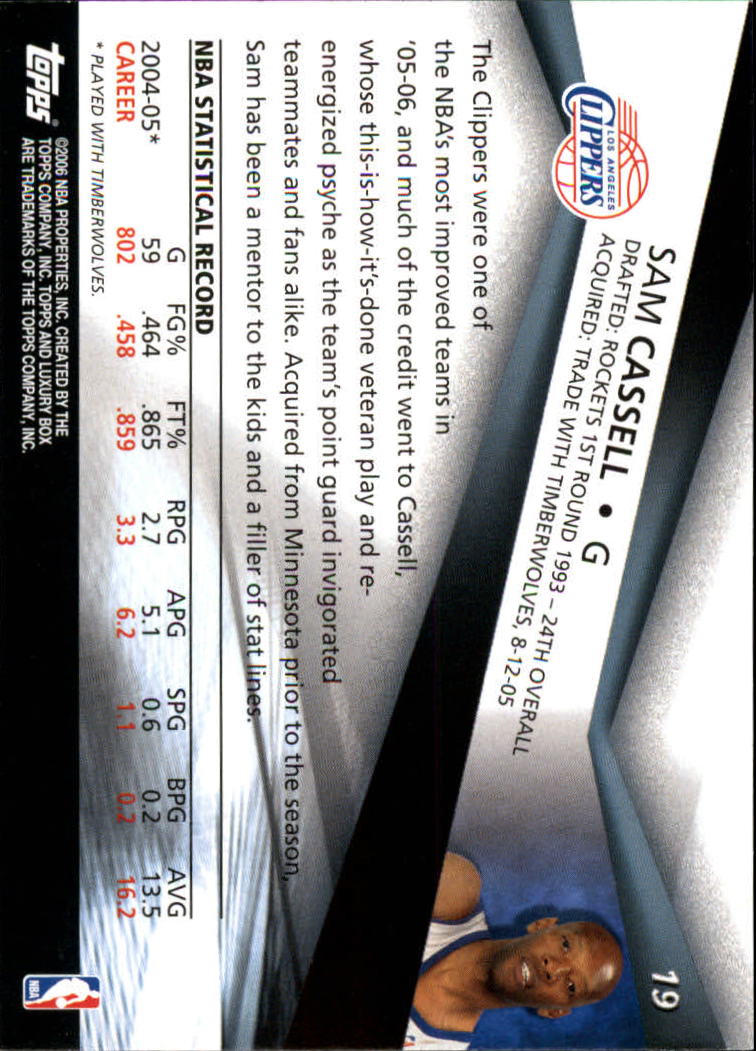 19
LOS ANGELES
CLIPPERS
SAM CASSELL • G
DRAFTED: ROCKETS 1ST ROUND 1993 – 24TH OVERALL
ACQUIRED: TRADE WITH TIMBERWOLVES, 8-12-05
The Clippers were one of
the NBA's most improved teams in
'05-06, and much of the credit went to Cassell,
whose this-is-how-it's-done veteran play and re-
energized psyche as the team's point guard invigorated
teammates and fans alike. Acquired from Minnesota prior to the season,
Sam has been a mentor to the kids and a filler of stat lines.
NBA STATISTICAL RECORD
G FG% FT% RPG APG SPG BPG AVG
2004-05* 59 .464 .865 2.7 5.1 0.6 0.2 13.5
CAREER 802 .458 .859 3.3 6.2 1.1 0.2 16.2
* PLAYED WITH TIMBERWOLVES.
topps®
©2006 NBA PROPERTIES, INC. CREATED BY THE
TOPPS COMPANY, INC. TOPPS AND LUXURY BOX
ARE TRADEMARKS OF THE TOPPS COMPANY, INC.
NBA